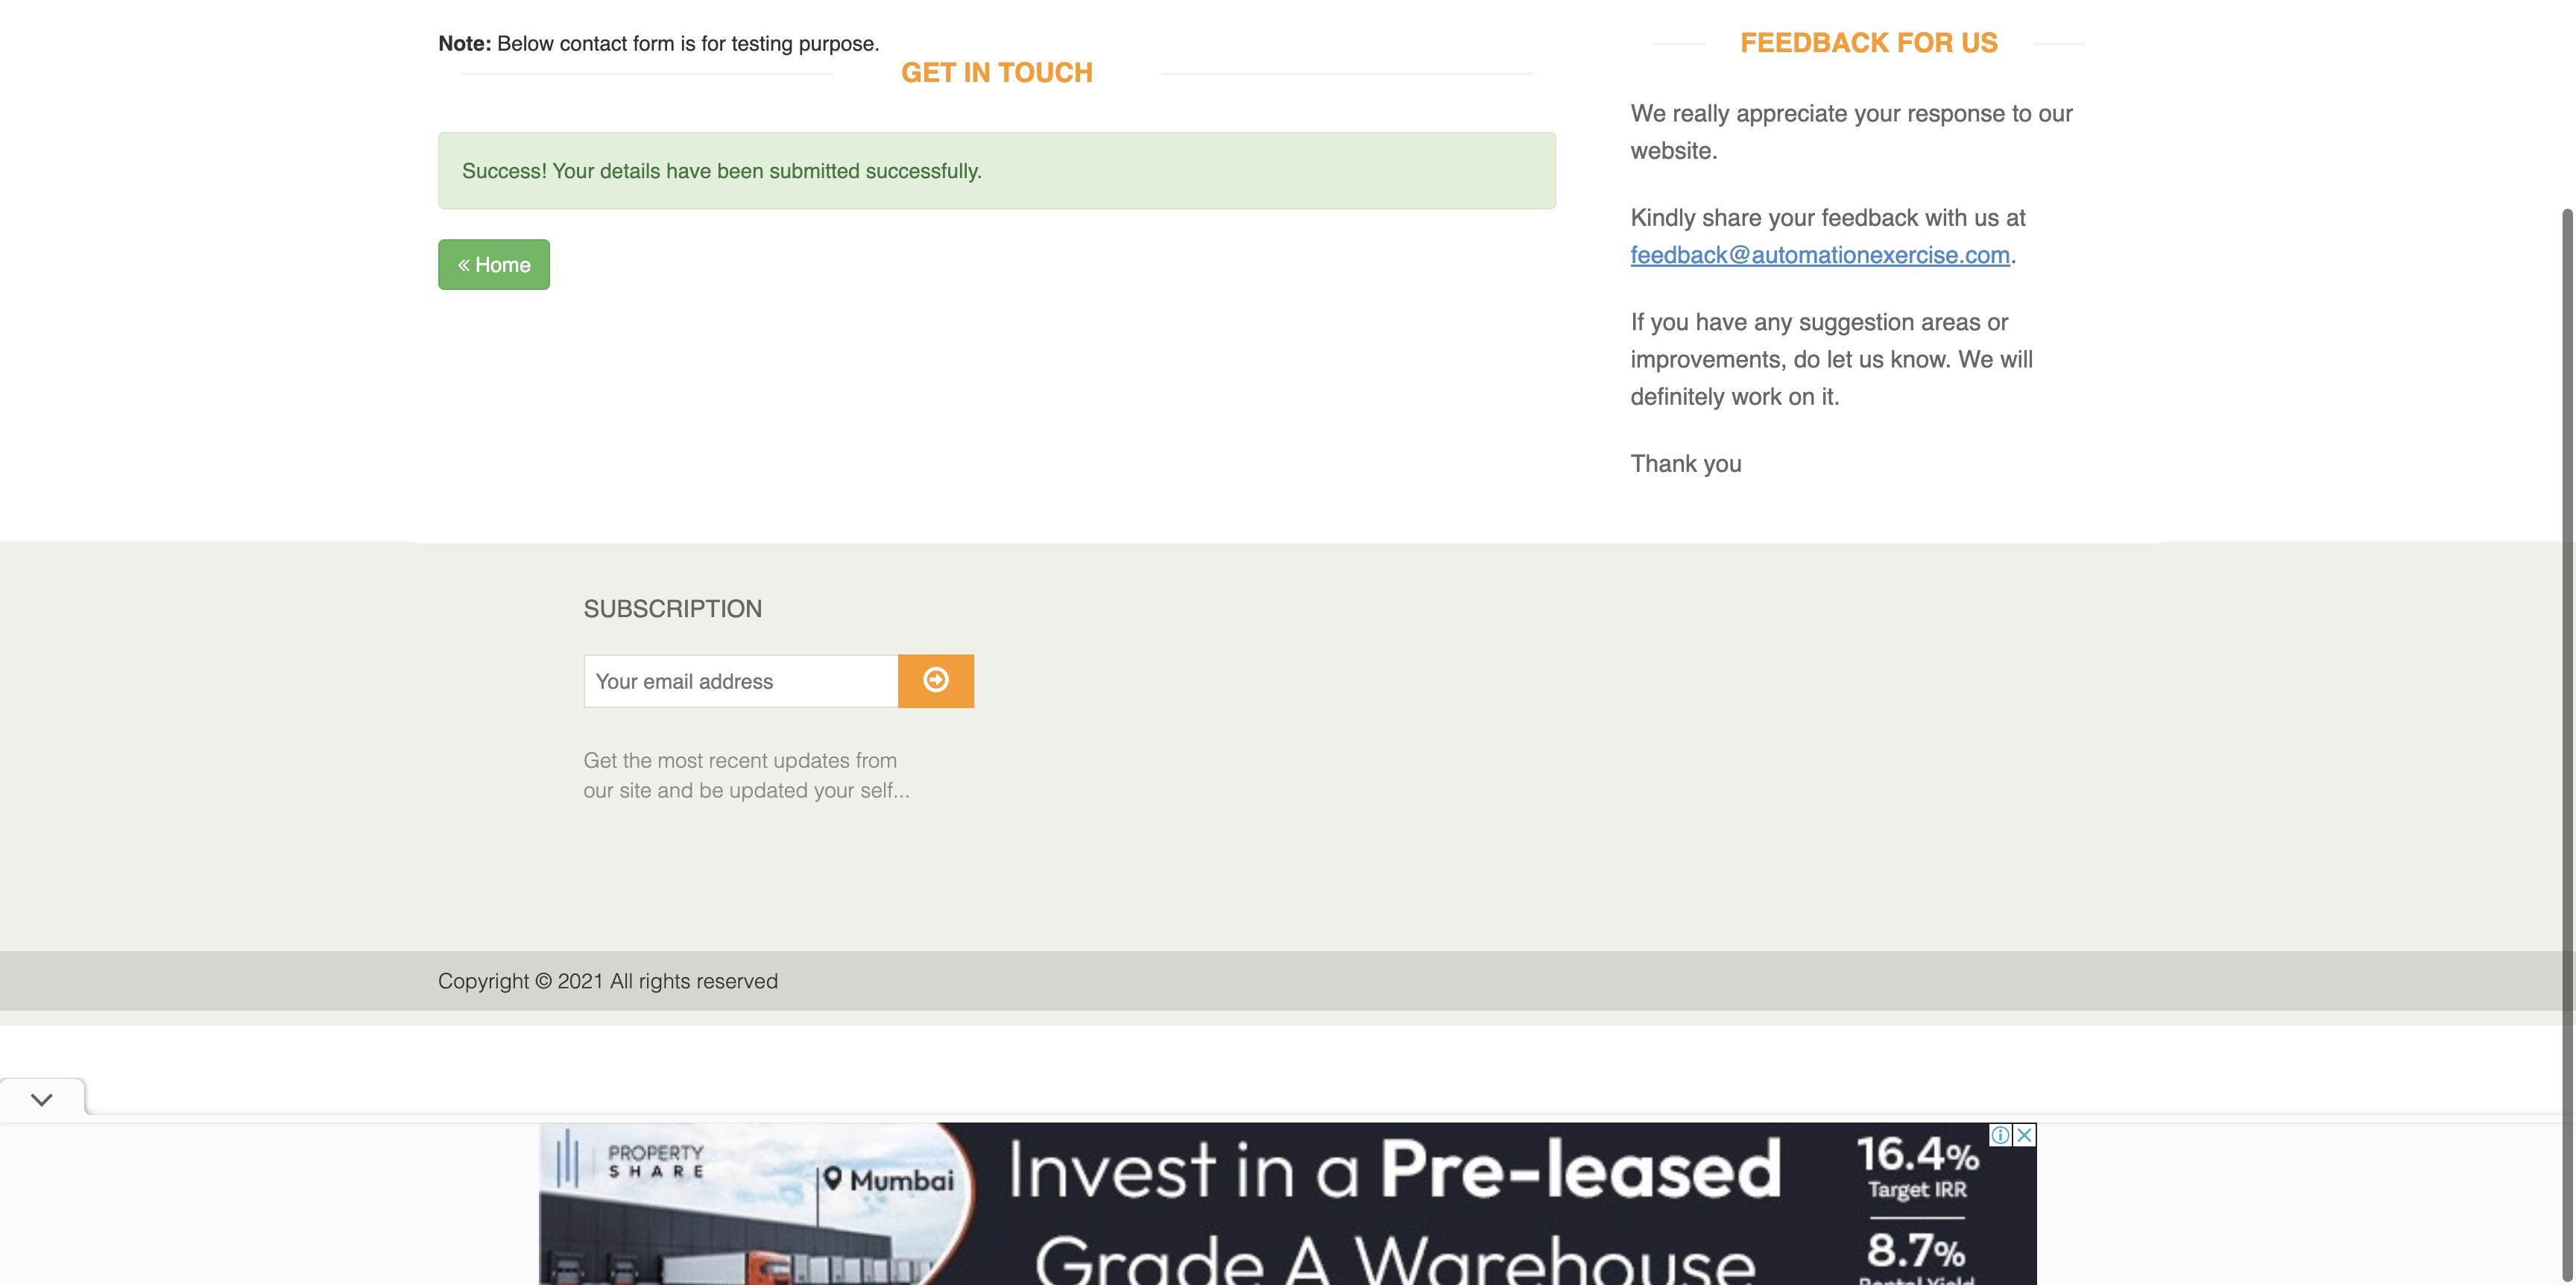 Note: Below contact form is for testing purpose.
GET IN TOUCH
Success! Your details have been submitted successfully.
« Home
FEEDBACK FOR US
We really appreciate your response to our
website.
Kindly share your feedback with us at
feedback@automationexercise.com.
If you have any suggestion areas or
improvements, do let us know. We will
definitely work on it.
Thank you
SUBSCRIPTION
Your email address
Get the most recent updates from
our site and be updated your self...
Copyright © 2021 All rights reserved
PROPERTY
SHARE
Mumbai
Invest in a Pre-leased
Grade A Warehouse
16.4%
Target IRR
8.7%
Rental Yield